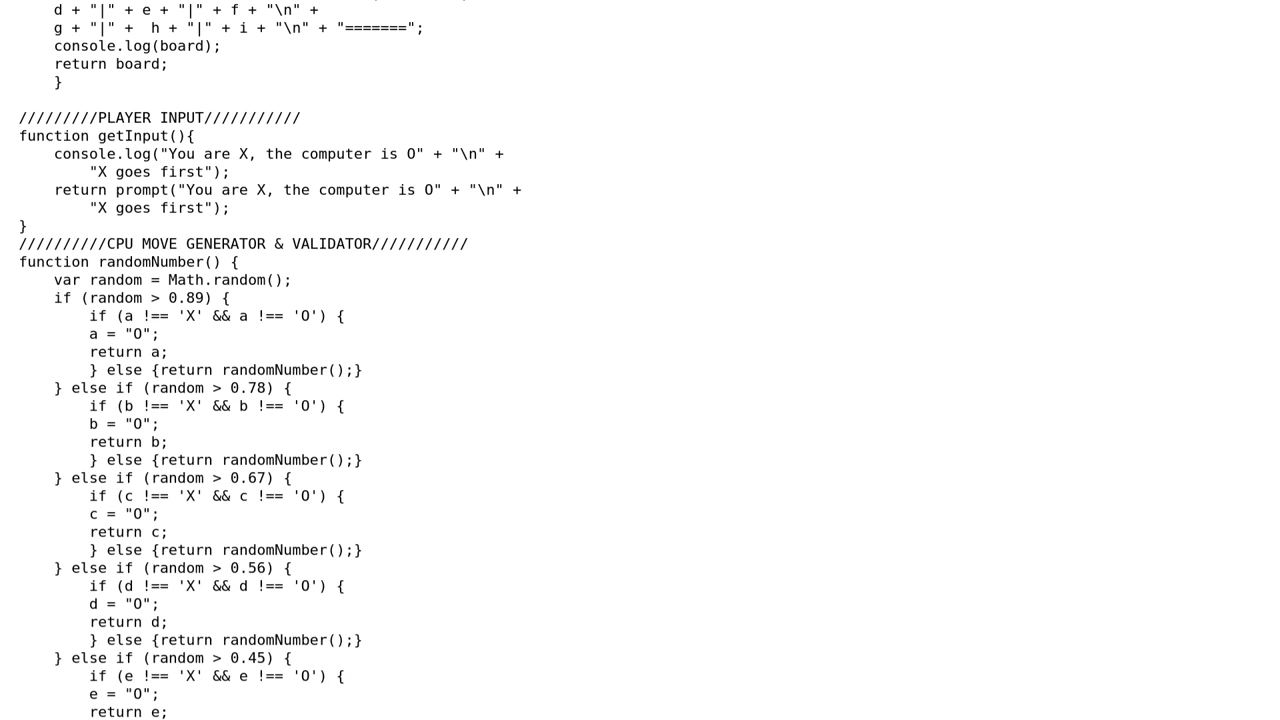 d + "|" + e + "|" + f + "\n" +
    g + "|" +  h + "|" + i + "\n" + "=======";
    console.log(board);
    return board;
    }

/////////PLAYER INPUT///////////
function getInput(){
    console.log("You are X, the computer is O" + "\n" +
        "X goes first");
    return prompt("You are X, the computer is O" + "\n" +
        "X goes first");
}
//////////CPU MOVE GENERATOR & VALIDATOR///////////
function randomNumber() {
    var random = Math.random();
    if (random > 0.89) {
        if (a !== 'X' && a !== 'O') {
        a = "O";
        return a;
        } else {return randomNumber();}
    } else if (random > 0.78) {
        if (b !== 'X' && b !== 'O') {
        b = "O";
        return b;
        } else {return randomNumber();}
    } else if (random > 0.67) {
        if (c !== 'X' && c !== 'O') {
        c = "O";
        return c;
        } else {return randomNumber();}
    } else if (random > 0.56) {
        if (d !== 'X' && d !== 'O') {
        d = "O";
        return d;
        } else {return randomNumber();}
    } else if (random > 0.45) {
        if (e !== 'X' && e !== 'O') {
        e = "O";
        return e;